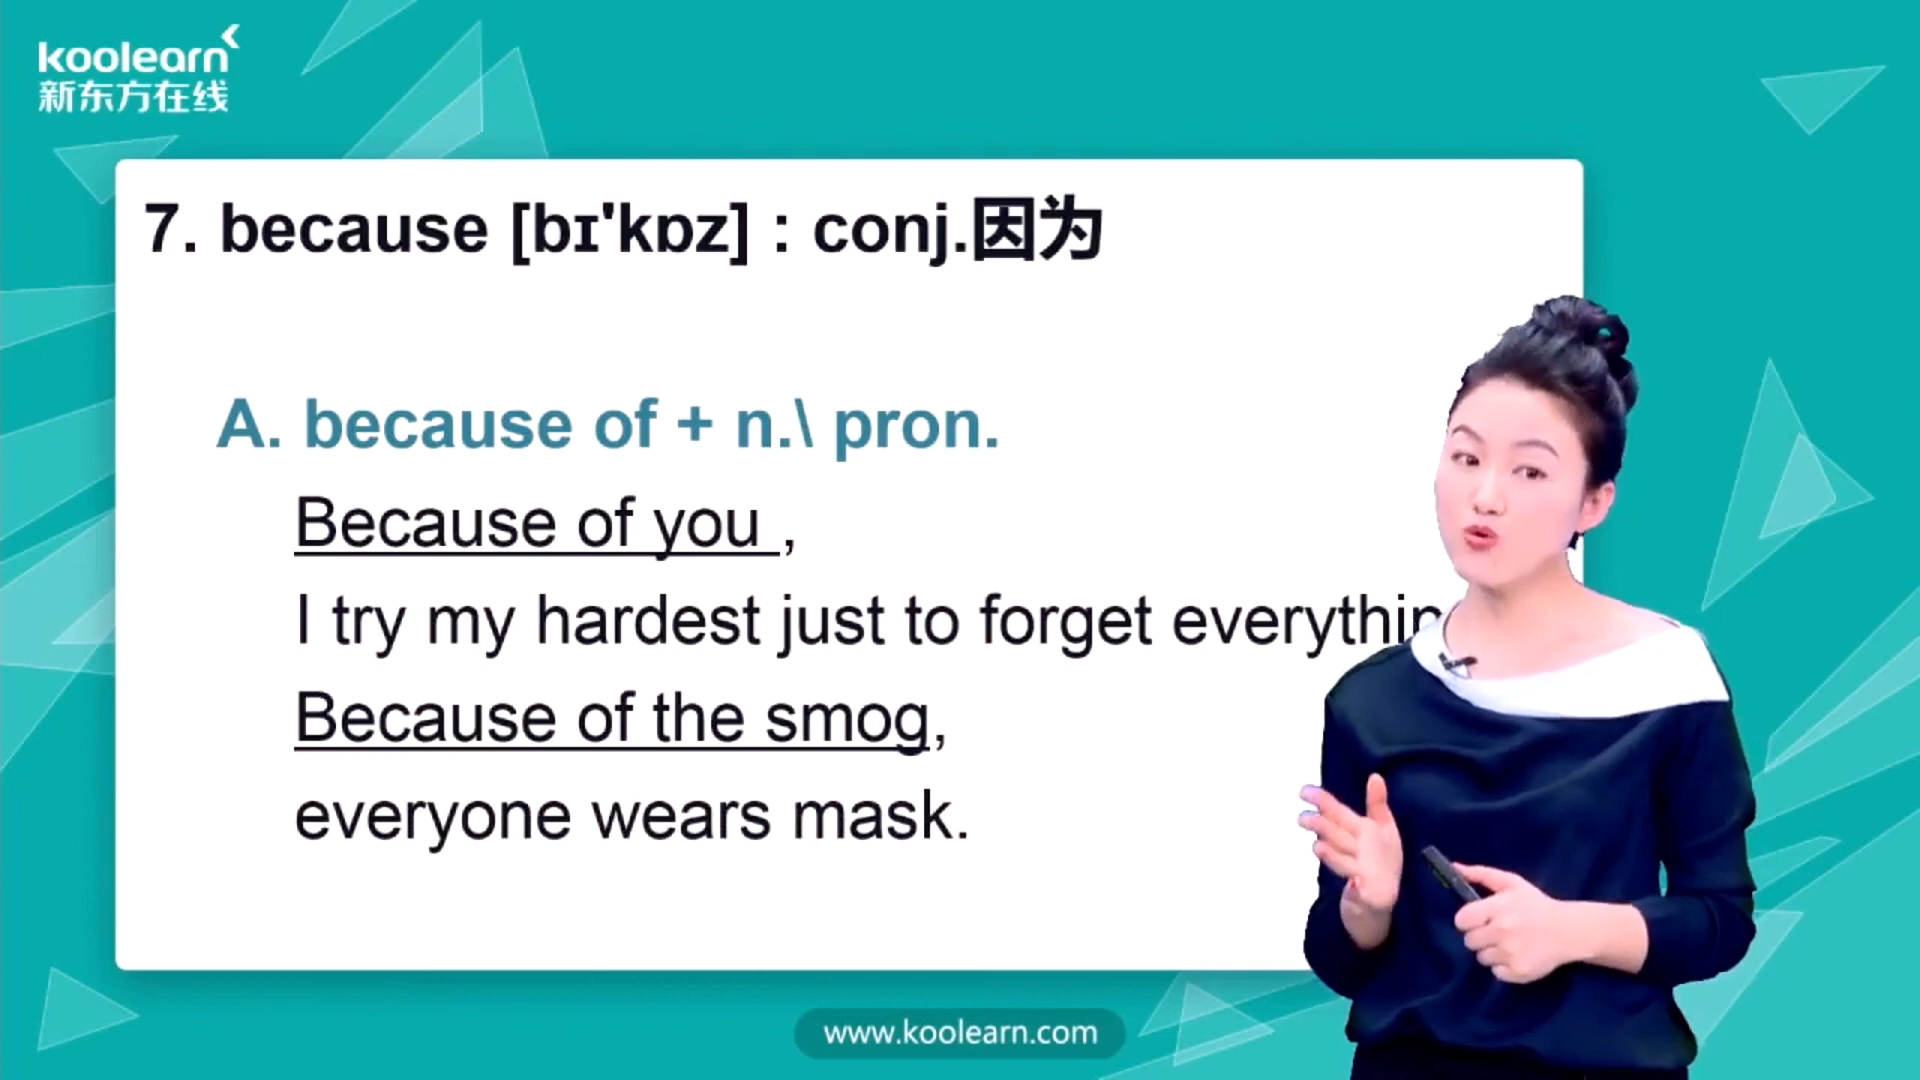 koolearn
新东方在线
7. because [bɪ'kɒz] : conj.因为
A. because of + n.\ pron.
Because of you ,
I try my hardest just to forget
Because of the smog,
everyone wears mask.
www.koolearn.com